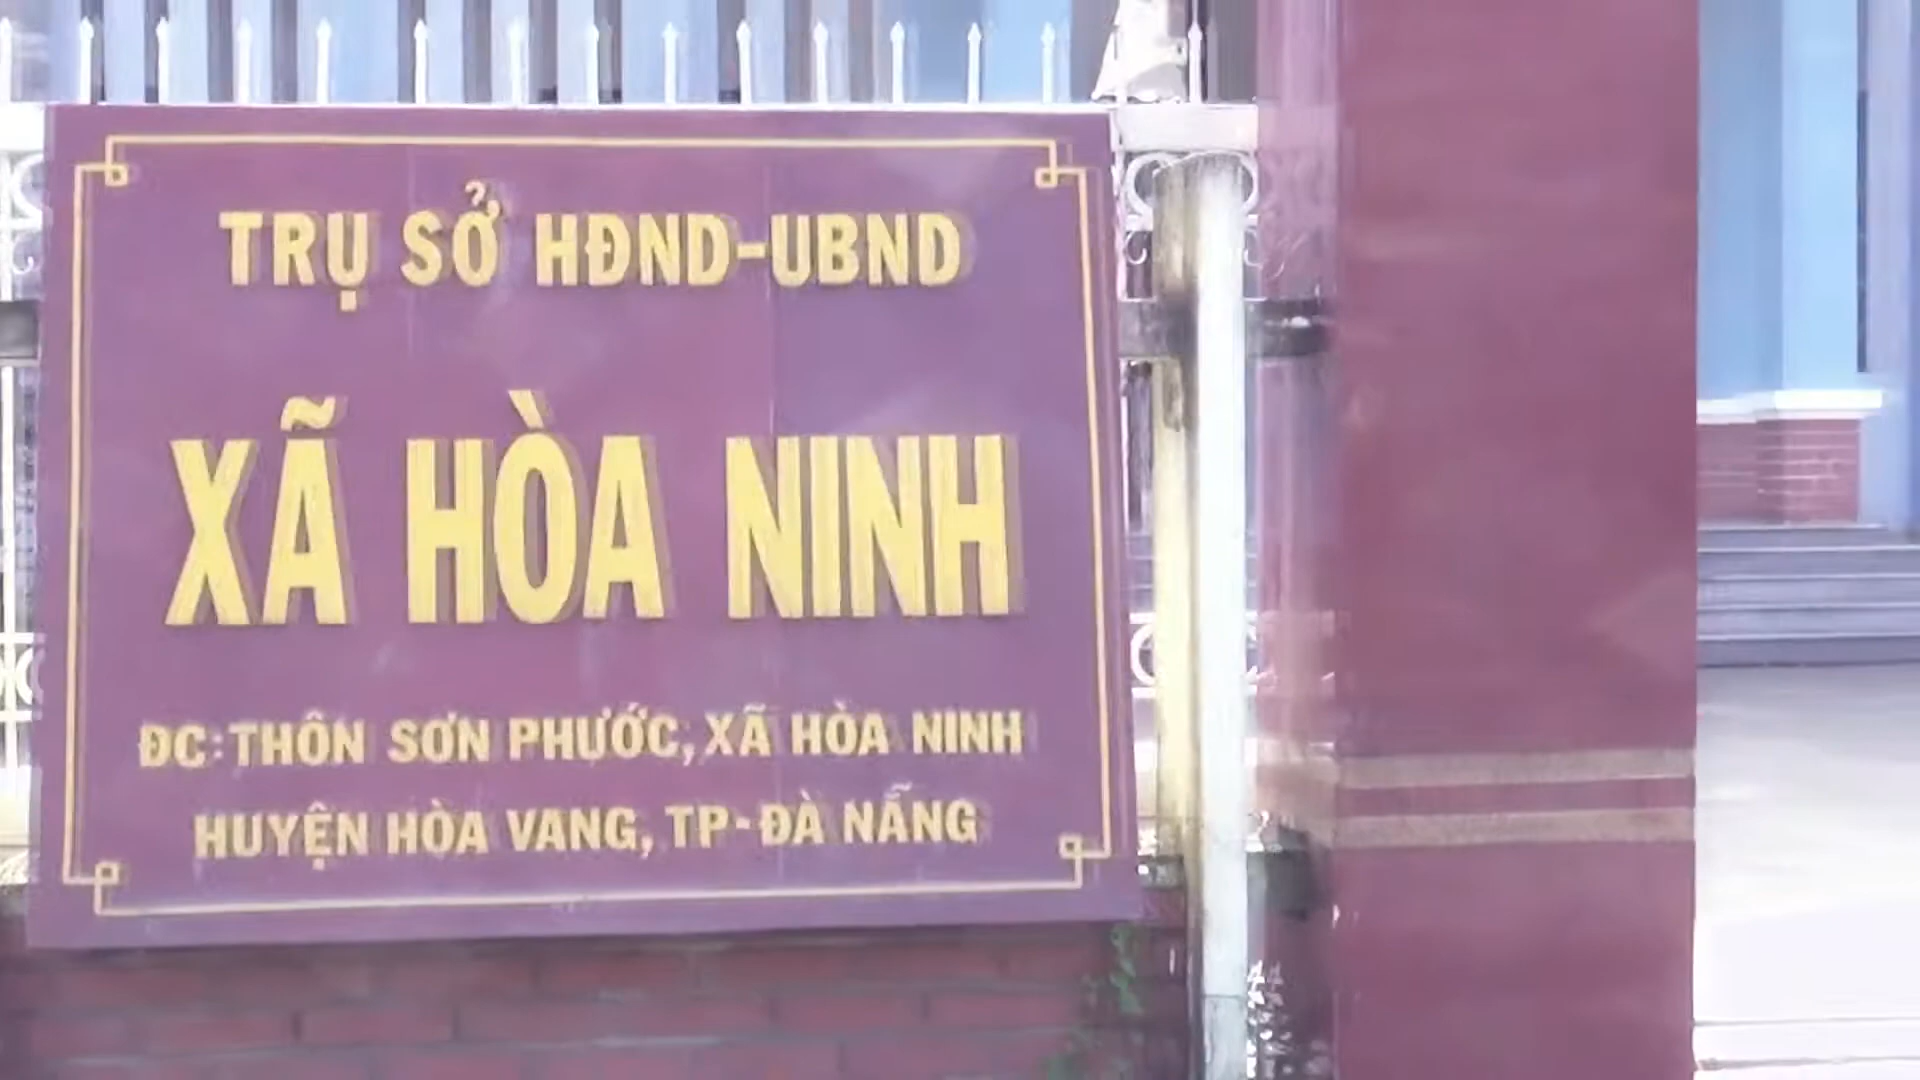 TRỤ SỞ HĐND-UBND
XÃ HÒA NINH
ĐC: THÔN SƠN PHƯỚC, XÃ HÒA NINH
HUYỆN HÒA VANG, TP-ĐÀ NẴNG